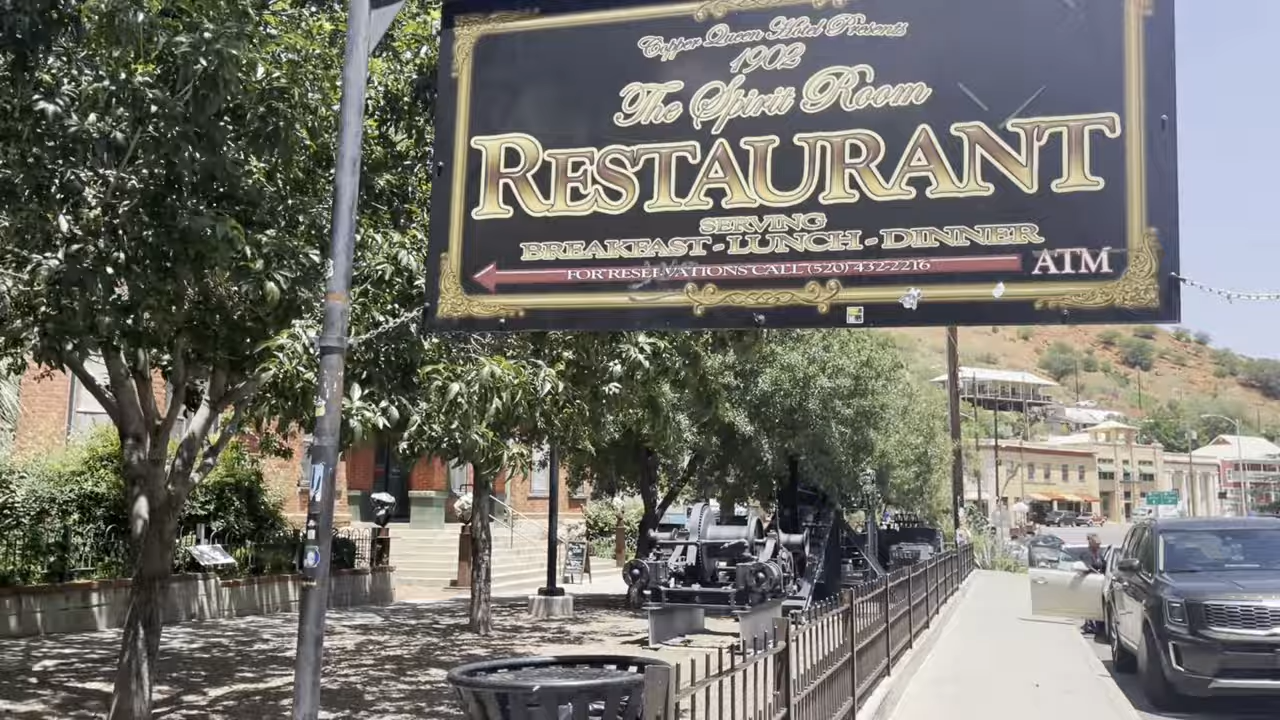 Copper Queen Hotel Presents
1902
The Spirit Room
RESTAURANT
SERVING
BREAKFAST - LUNCH - DINNER
FOR RESERVATIONS CALL (520) 432-2216
ATM